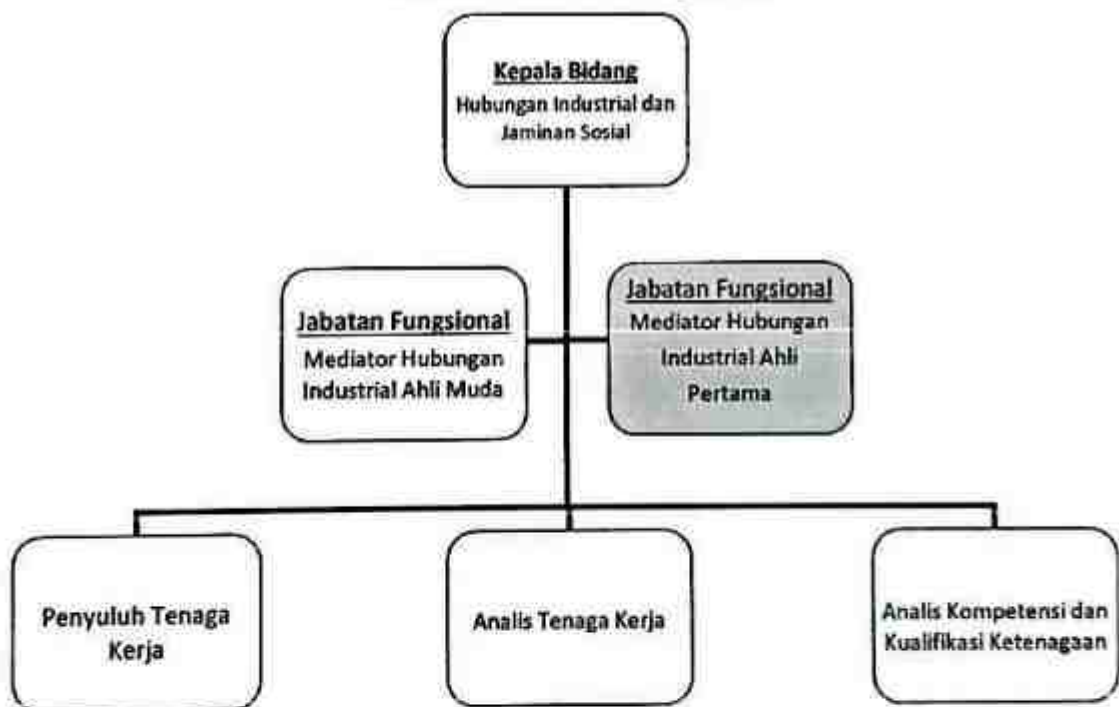 Kepala Bidang
Hubungan Industrial dan
Jaminan Sosial
Jabatan Fungsional
Mediator Hubungan
Industrial Ahli Muda
Jabatan Fungsional
Mediator Hubungan
Industrial Ahli
Pertama
Penyuluh Tenaga
Kerja
Analis Tenaga Kerja
Analis Kompetensi dan
Kualifikasi Ketenagaan